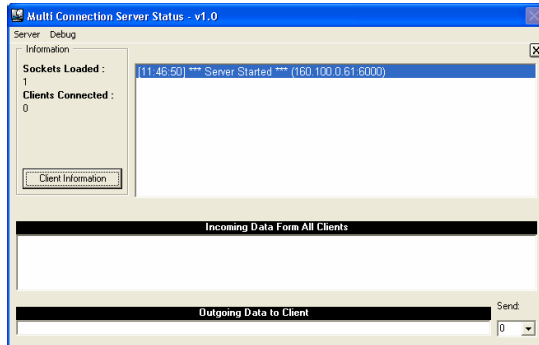 Multi Connection Server Status - v1.0
Server Debug
Information
Sockets Loaded :
1
Clients Connected :
0
Client Information
[11:46:50] *** Server Started *** (160.100.0.61:6000)
X
Incoming Data Form All Clients
Outgoing Data to Client
Send:
0